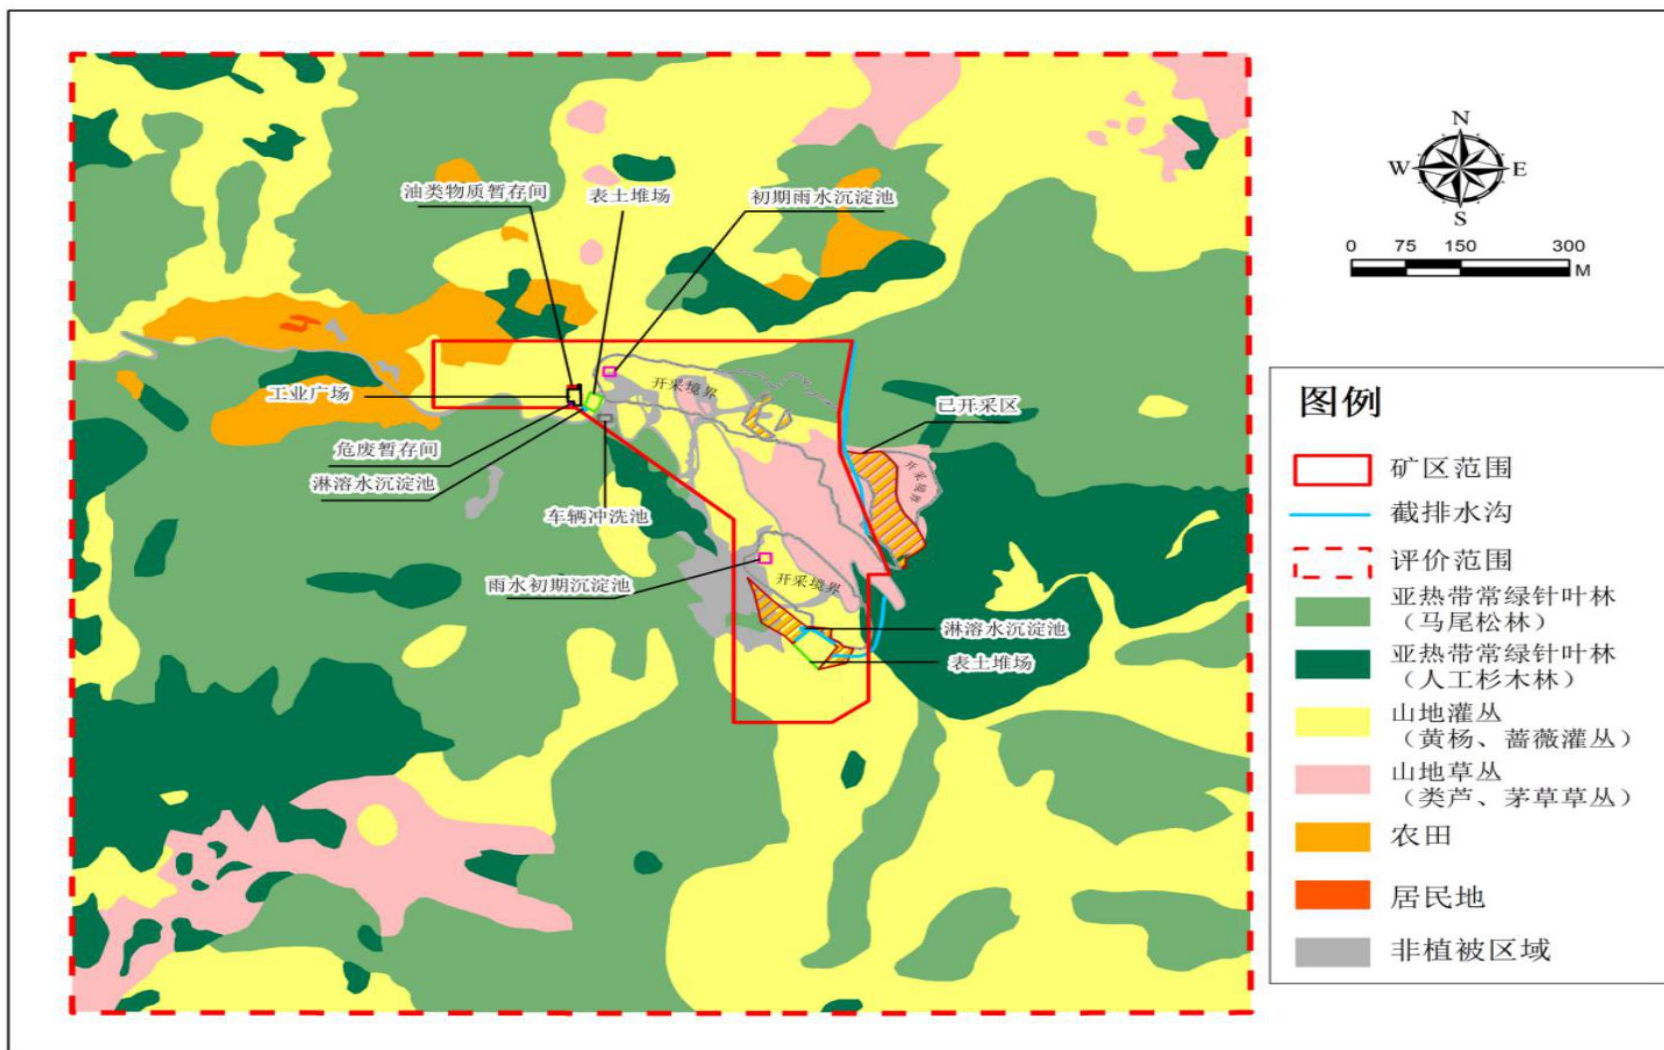 N
W
E
S
0 75 150 300
M
油类物质暂存间
表土堆场
初期雨水沉淀池
工业广场
开采境界
已开采区
危废暂存间
开采境界
淋溶水沉淀池
车辆冲洗池
雨水初期沉淀池
开采境界
淋溶水沉淀池
表土堆场
图例
矿区范围
截排水沟
评价范围
亚热带常绿针叶林
（马尾松林）
亚热带常绿针叶林
（人工杉木林）
山地灌丛
（黄杨、蔷薇灌丛）
山地草丛
（类芦、茅草草丛）
农田
居民地
非植被区域